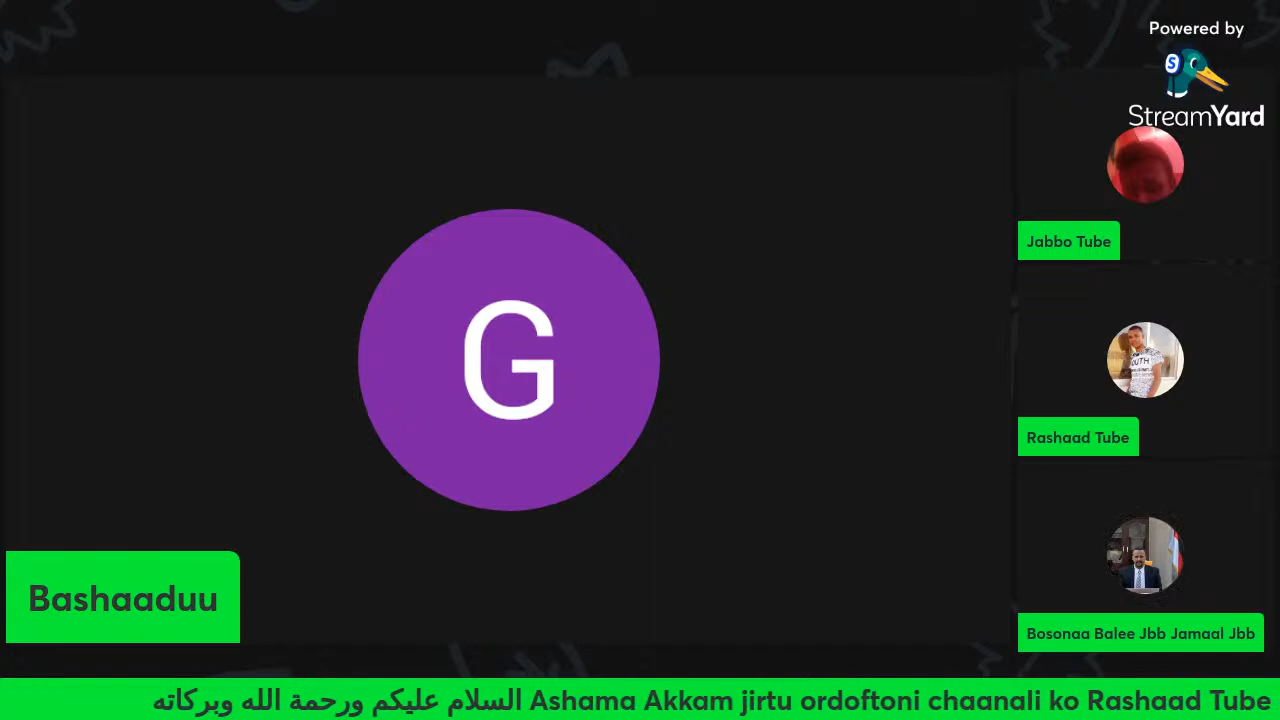 Powered by
StreamYard
Jabbo Tube
OUTH
Rashaad Tube
Bosonaa Balee Jbb Jamaal Jbb
G
Bashaaduu
السلام عليكم ورحمة الله وبركاته Ashama Akkam jirtu ordoftoni chaanali ko Rashaad Tube